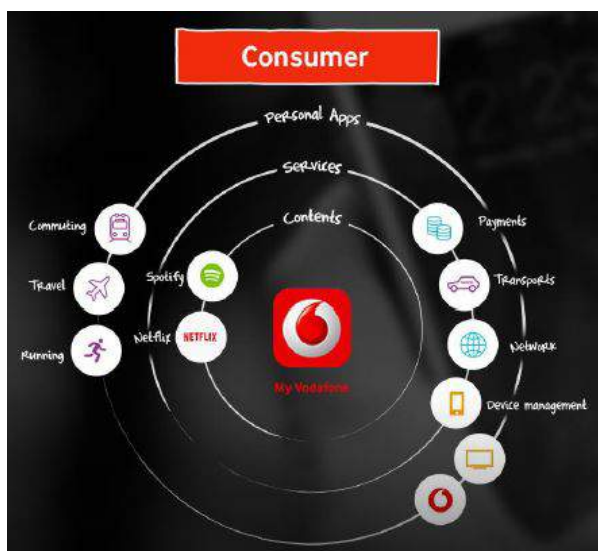 Consumer
Personal Apps
Services
Contents
Commuting
Travel
Running
Spotify
Netflix
NETFLIX
Payments
Transports
Network
Device management
My Vodafone